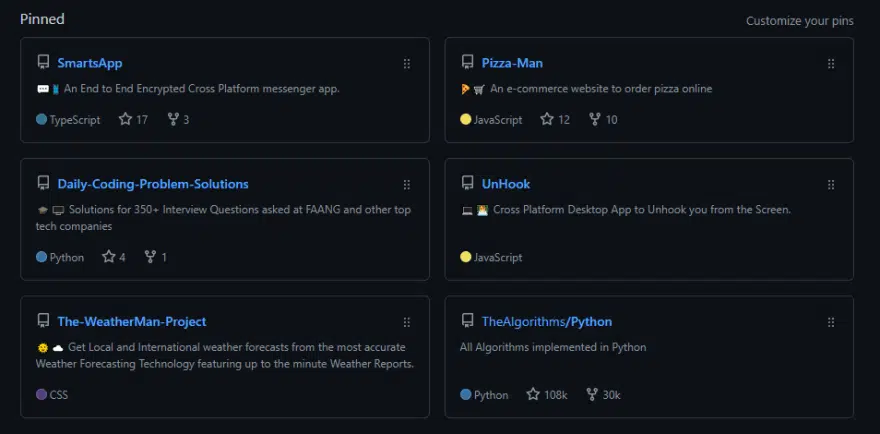 Pinned
Customize your pins
SmartsApp
An End to End Encrypted Cross Platform messenger app.
TypeScript 17 3
Pizza-Man
An e-commerce website to order pizza online
JavaScript 12 10
Daily-Coding-Problem-Solutions
Solutions for 350+ Interview Questions asked at FAANG and other top
tech companies
Python 4 1
UnHook
Cross Platform Desktop App to Unhook you from the Screen.
JavaScript
The-WeatherMan-Project
Get Local and International weather forecasts from the most accurate
Weather Forecasting Technology featuring up to the minute Weather Reports.
CSS
TheAlgorithms/Python
All Algorithms implemented in Python
Python 108k 30k